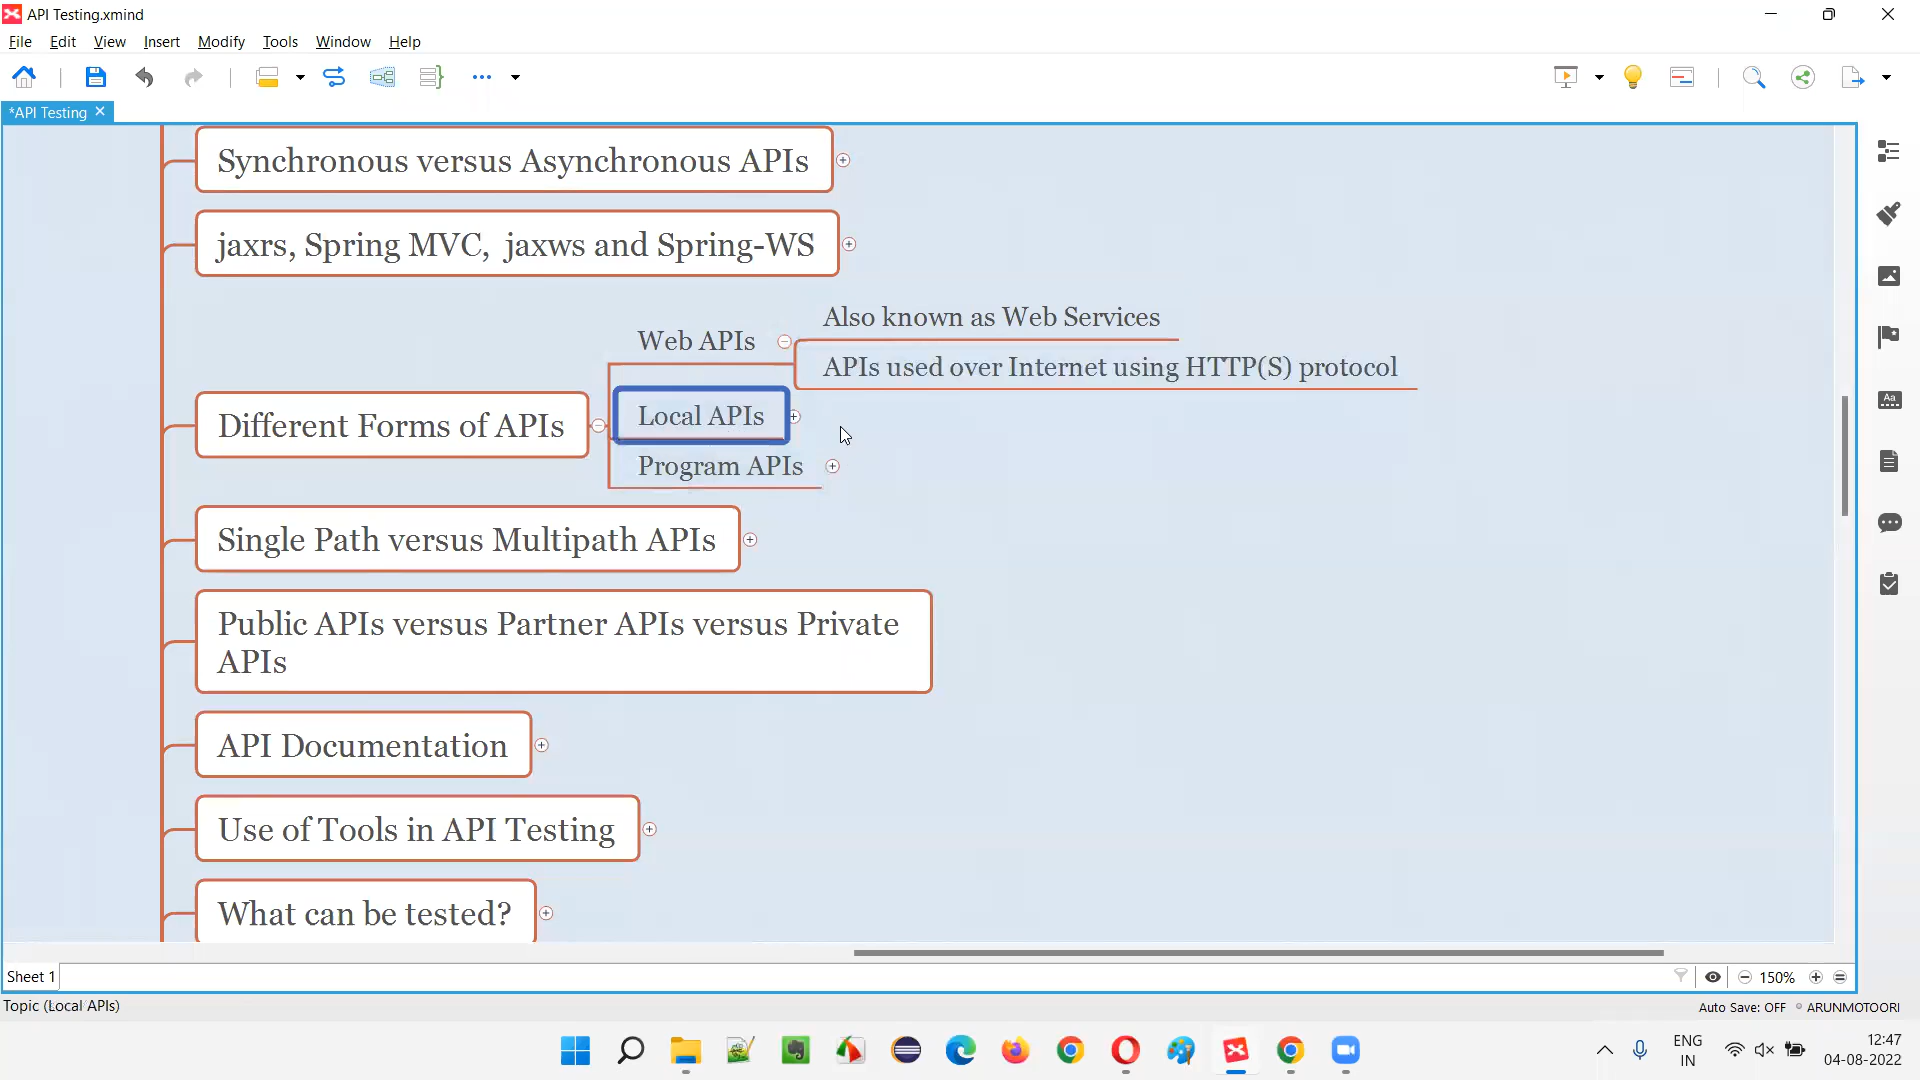 API Testing.xmind
File Edit View Insert Modify Tools Window Help
*API Testing
Synchronous versus Asynchronous APIs
jaxrs, Spring MVC, jaxws and Spring-WS
Also known as Web Services
Web APIs
APIs used over Internet using HTTP(S) protocol
Local APIs
Different Forms of APIs
Program APIs
Single Path versus Multipath APIs
Public APIs versus Partner APIs versus Private
APIs
API Documentation
Use of Tools in API Testing
What can be tested?
Aa
Sheet 1
150%
Topic (Local APIs)
Auto Save: OFF
ARUNMOTOORI
ENG
IN
12:47
04-08-2022